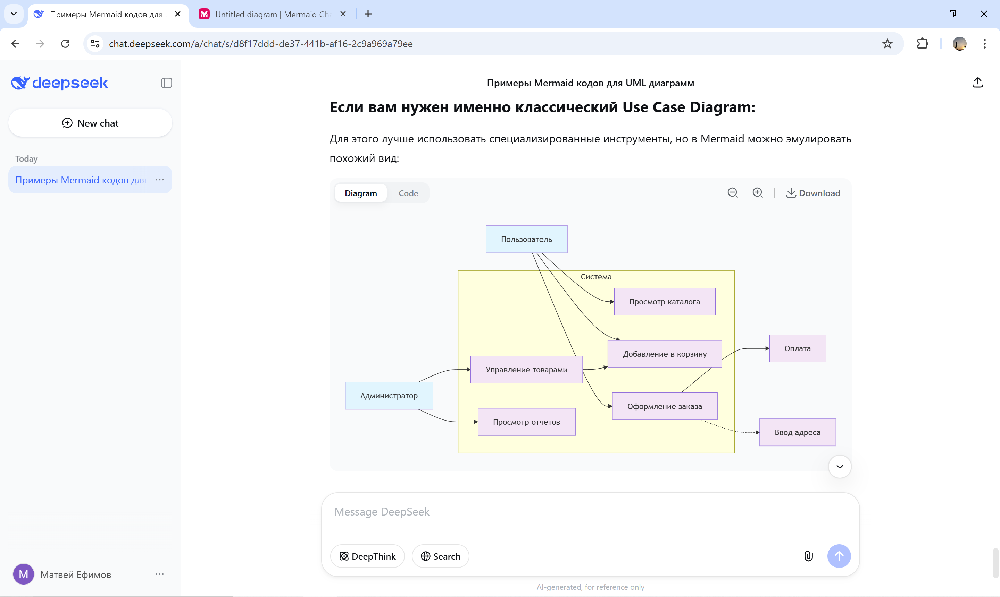 Примеры Mermaid кодов для
Untitled diagram | Mermaid Cha
chat.deepseek.com/a/chat/s/d8f17ddd-de37-441b-af16-2c9a969a79ee
deepseek
New chat
Today
Примеры Mermaid кодов для
Примеры Mermaid кодов для UML диаграмм
Если вам нужен именно классический Use Case Diagram:
Для этого лучше использовать специализированные инструменты, но в Mermaid можно эмулировать
похожий вид:
Diagram
Code
Download
Пользователь
Система
Просмотр каталога
Добавление в корзину
Оплата
Управление товарами
Администратор
Оформление заказа
Просмотр отчетов
Ввод адреса
Message DeepSeek
DeepThink
Search
M
Матвей Ефимов
AI-generated, for reference only